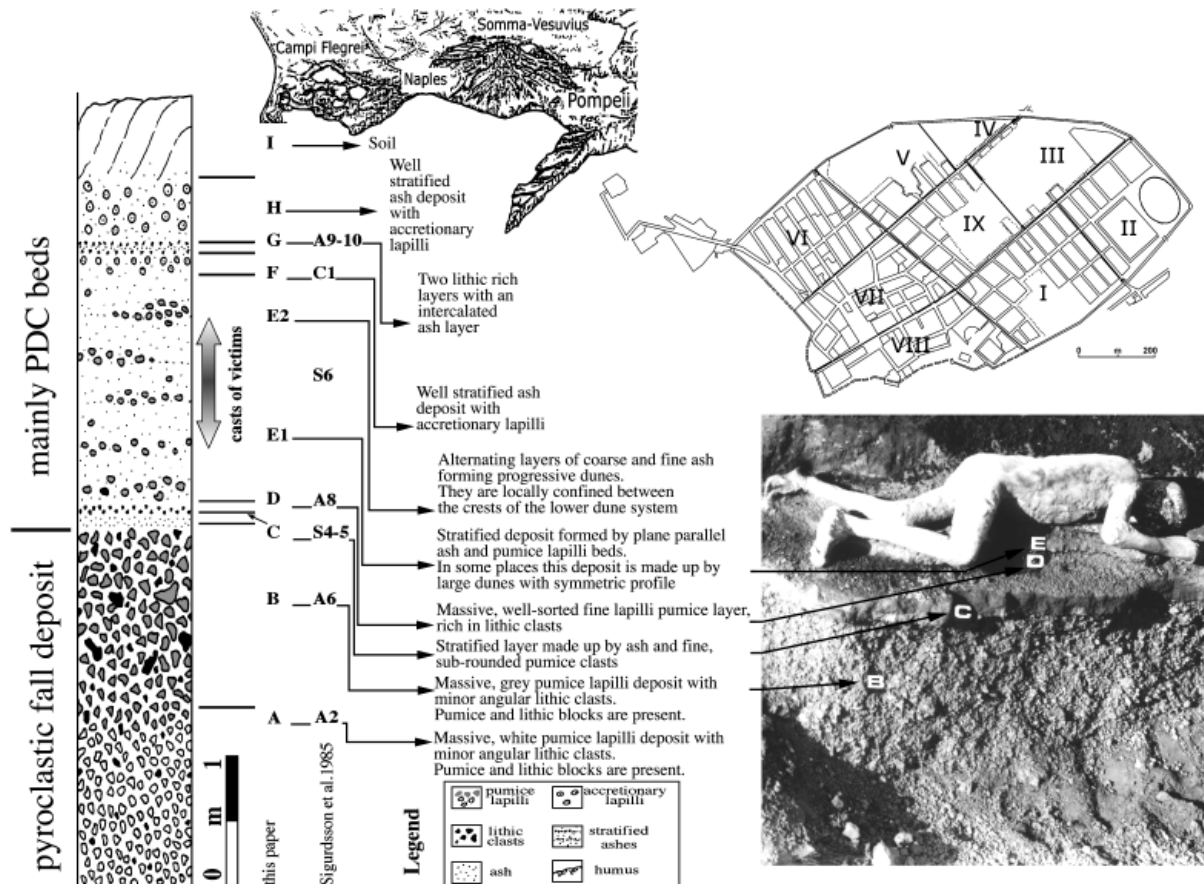 Somma-Vesuvius
Campi Flegrei
Naples
Pompeii
mainly PDC beds
pyroclastic fall deposit
casts of victims
I
Soil
H
Well
stratified
ash deposit
with
accretionary
lapilli
G
A9-10
Two lithic rich
layers with an
intercalated
ash layer
F
C1
Well stratified ash
deposit with
accretionary lapilli
E2
Alternating layers of coarse and fine ash
forming progressive dunes.
They are locally confined between
the crests of the lower dune system
S6
E1
Stratified deposit formed by plane parallel
ash and pumice lapilli beds.
In some places this deposit is made up by
large dunes with symmetric profile
D
A8
Massive, well-sorted fine lapilli pumice layer,
rich in lithic clasts
C
S4-5
Stratified layer made up by ash and fine,
sub-rounded pumice clasts
B
A6
Massive, grey pumice lapilli deposit with
minor angular lithic clasts.
Pumice and lithic blocks are present.
A
A2
Massive, white pumice lapilli deposit with
minor angular lithic clasts.
Pumice and lithic blocks are present.
0 m 1
this paper
Sigurdsson et al.1985
Legend
pumice
lapilli
accretionary
lapilli
lithic
clasts
stratified
ashes
ash
humus
IV
V
III
VI
IX
II
VII
I
VIII
0 m 200
E
D
C
B